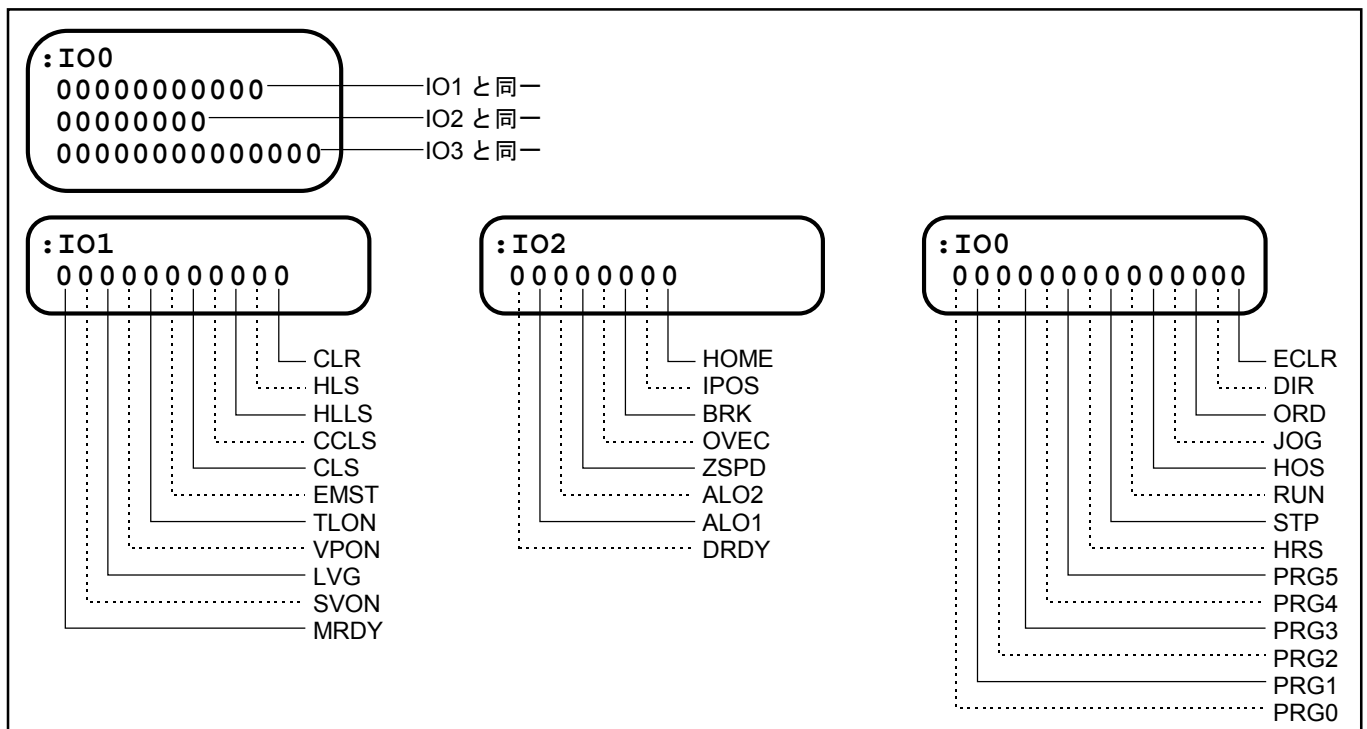 :IO0
00000000000 IO1 と同一
00000000 IO2 と同一
00000000000000 IO3 と同一
:IO1
00000000000
CLR
HLS
HLLS
CCLS
CLS
EMST
TLON
VPON
LVG
SVON
MRDY
:IO2
00000000
HOME
IPOS
BRK
OVEC
ZSPD
ALO2
ALO1
DRDY
:IO0
00000000000000
ECLR
DIR
ORD
JOG
HOS
RUN
STP
HRS
PRG5
PRG4
PRG3
PRG2
PRG1
PRG0